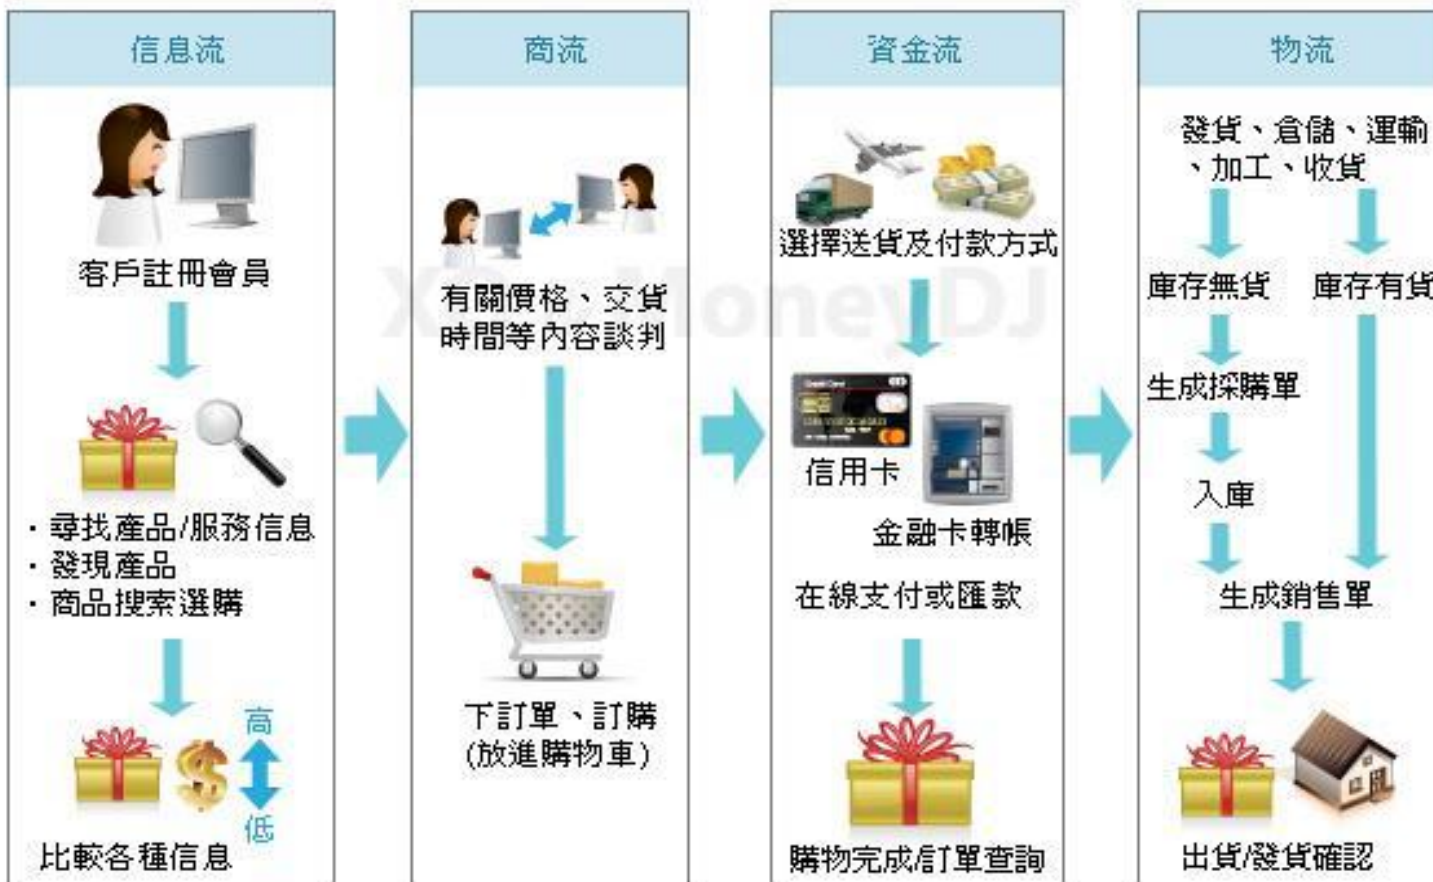 信息流
客戶註冊會員
・尋找產品/服務信息
・發現產品
・商品搜索選購
高
低
比較各種信息
商流
有關價格、交貨
時間等內容談判
下訂單、訂購
(放進購物車)
資金流
選擇送貨及付款方式
信用卡
金融卡轉帳
在線支付或匯款
購物完成/訂單查詢
物流
發貨、倉儲、運輸
、加工、收貨
庫存無貨
庫存有貨
生成採購單
入庫
生成銷售單
出貨/發貨確認
MoneyDJ